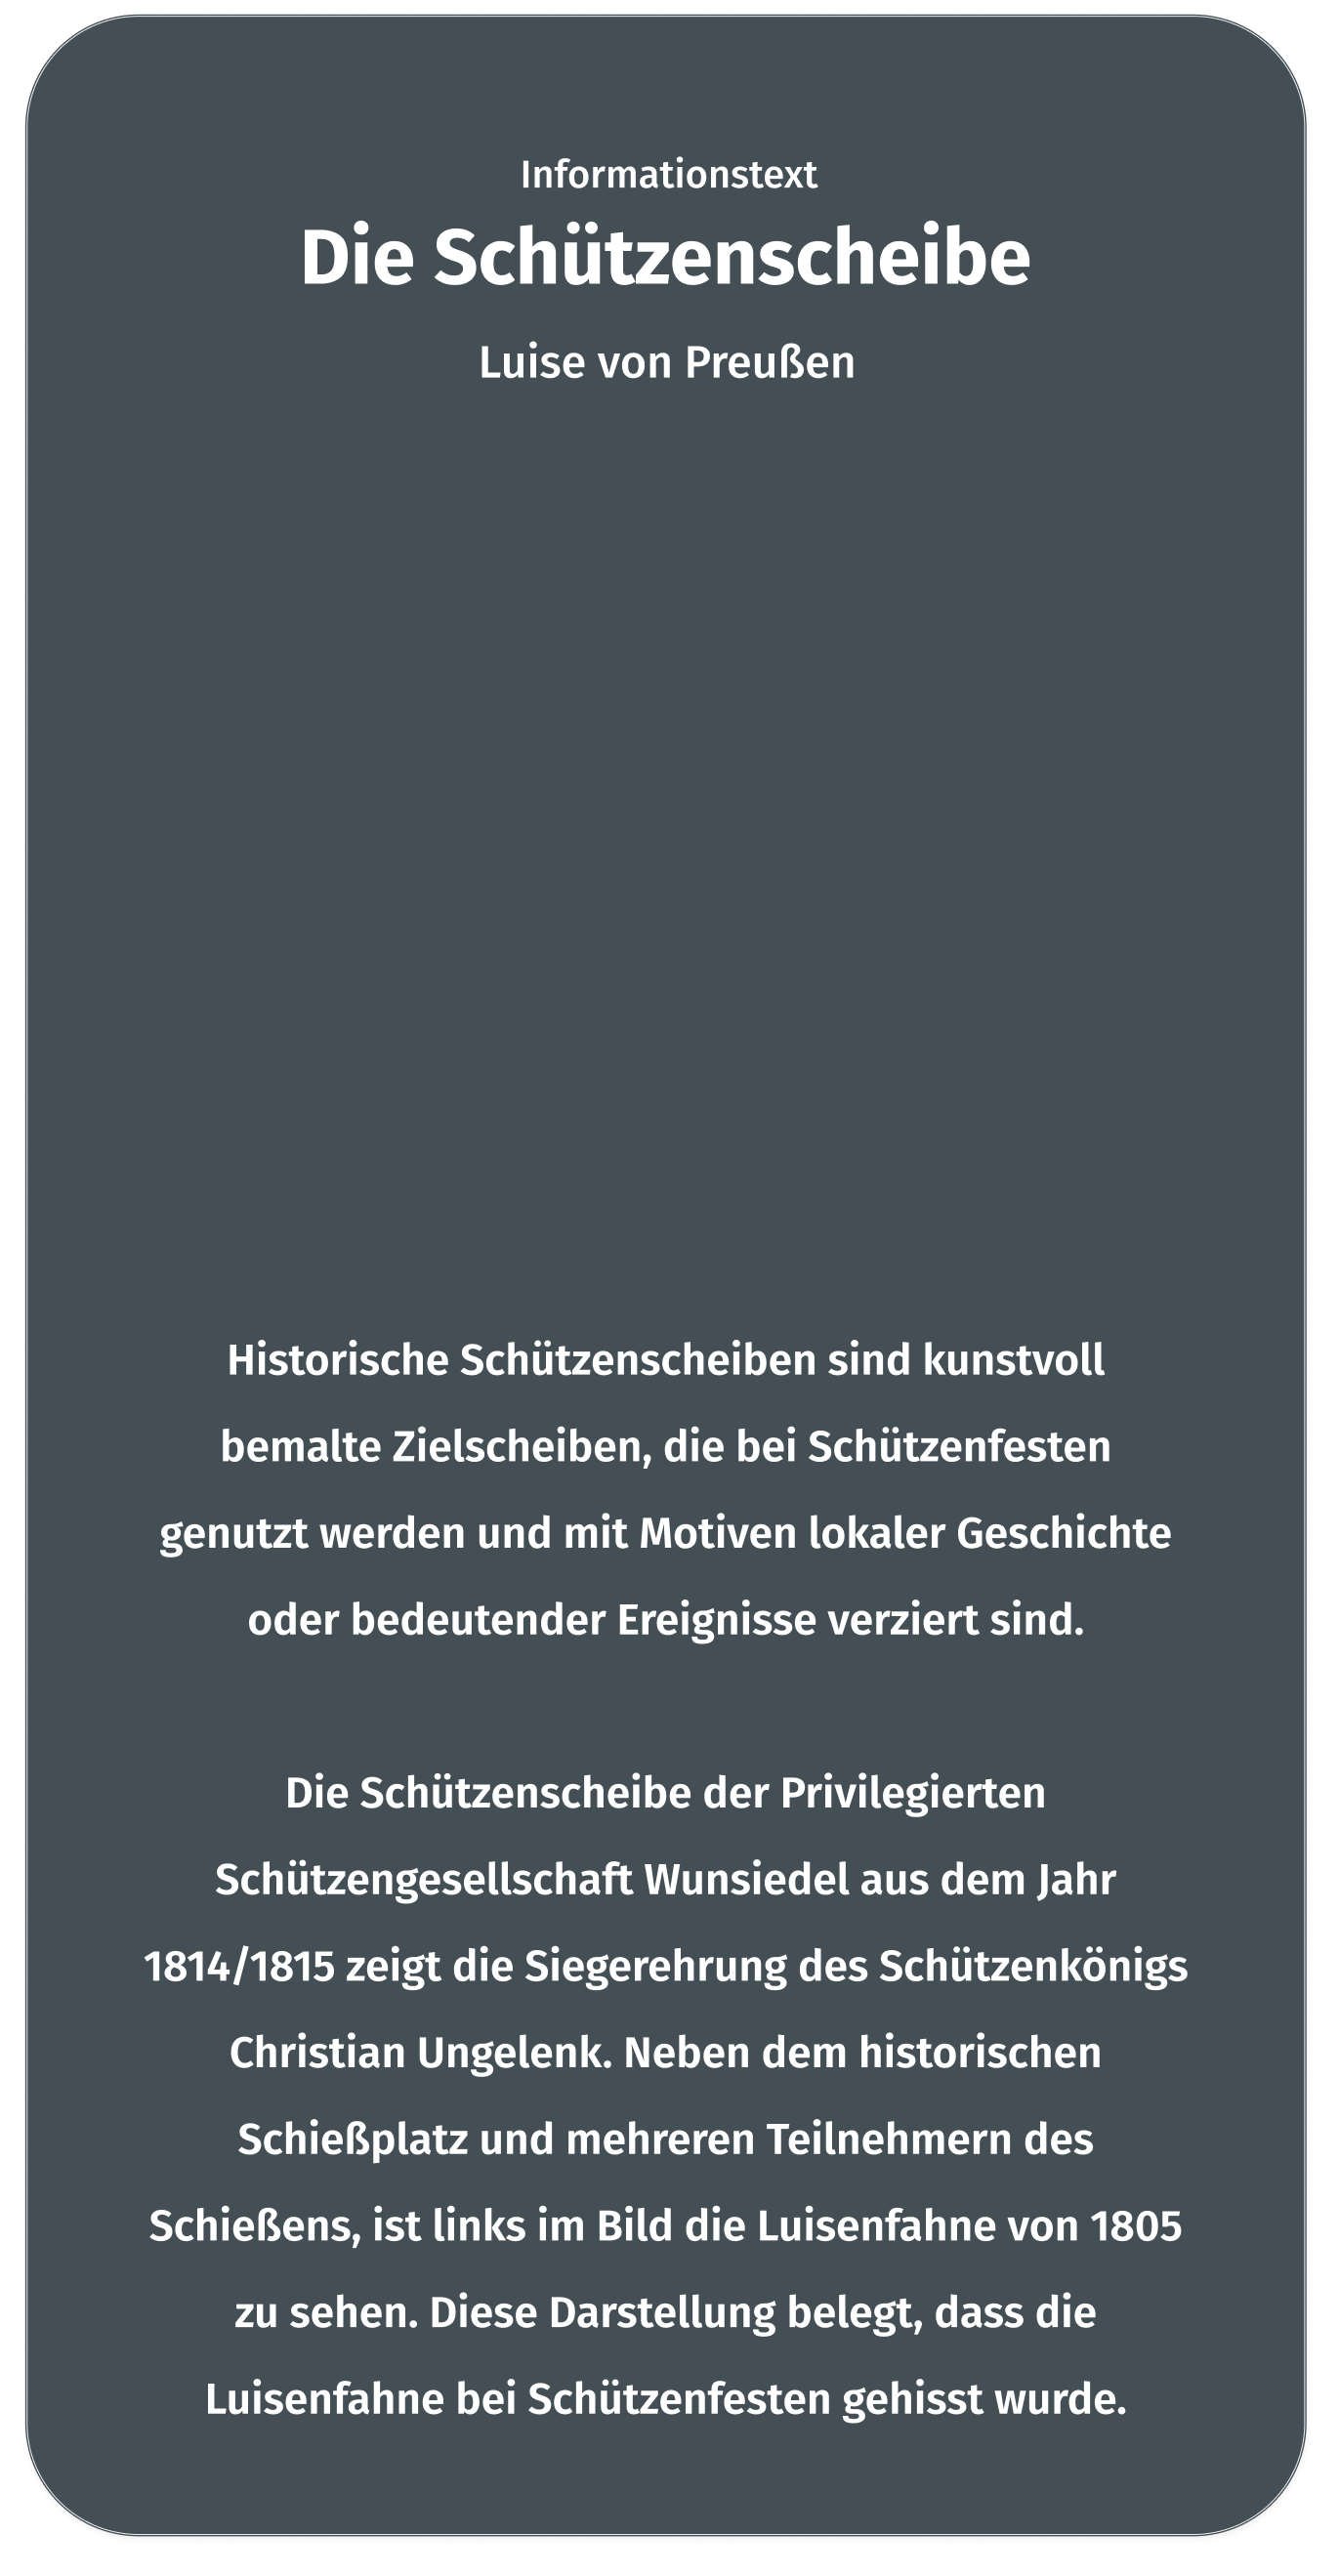 Informationstext
Die Schützenscheibe
Luise von Preußen
Historische Schützenscheiben sind kunstvoll
bemalte Zielscheiben, die bei Schützenfesten
genutzt werden und mit Motiven lokaler Geschichte
oder bedeutender Ereignisse verziert sind.
Die Schützenscheibe der Privilegierten
Schützengesellschaft Wunsiedel aus dem Jahr
1814/1815 zeigt die Siegerehrung des Schützenkönigs
Christian Ungelenk. Neben dem historischen
Schießplatz und mehreren Teilnehmern des
Schießens, ist links im Bild die Luisenfahne von 1805
zu sehen. Diese Darstellung belegt, dass die
Luisenfahne bei Schützenfesten gehisst wurde.